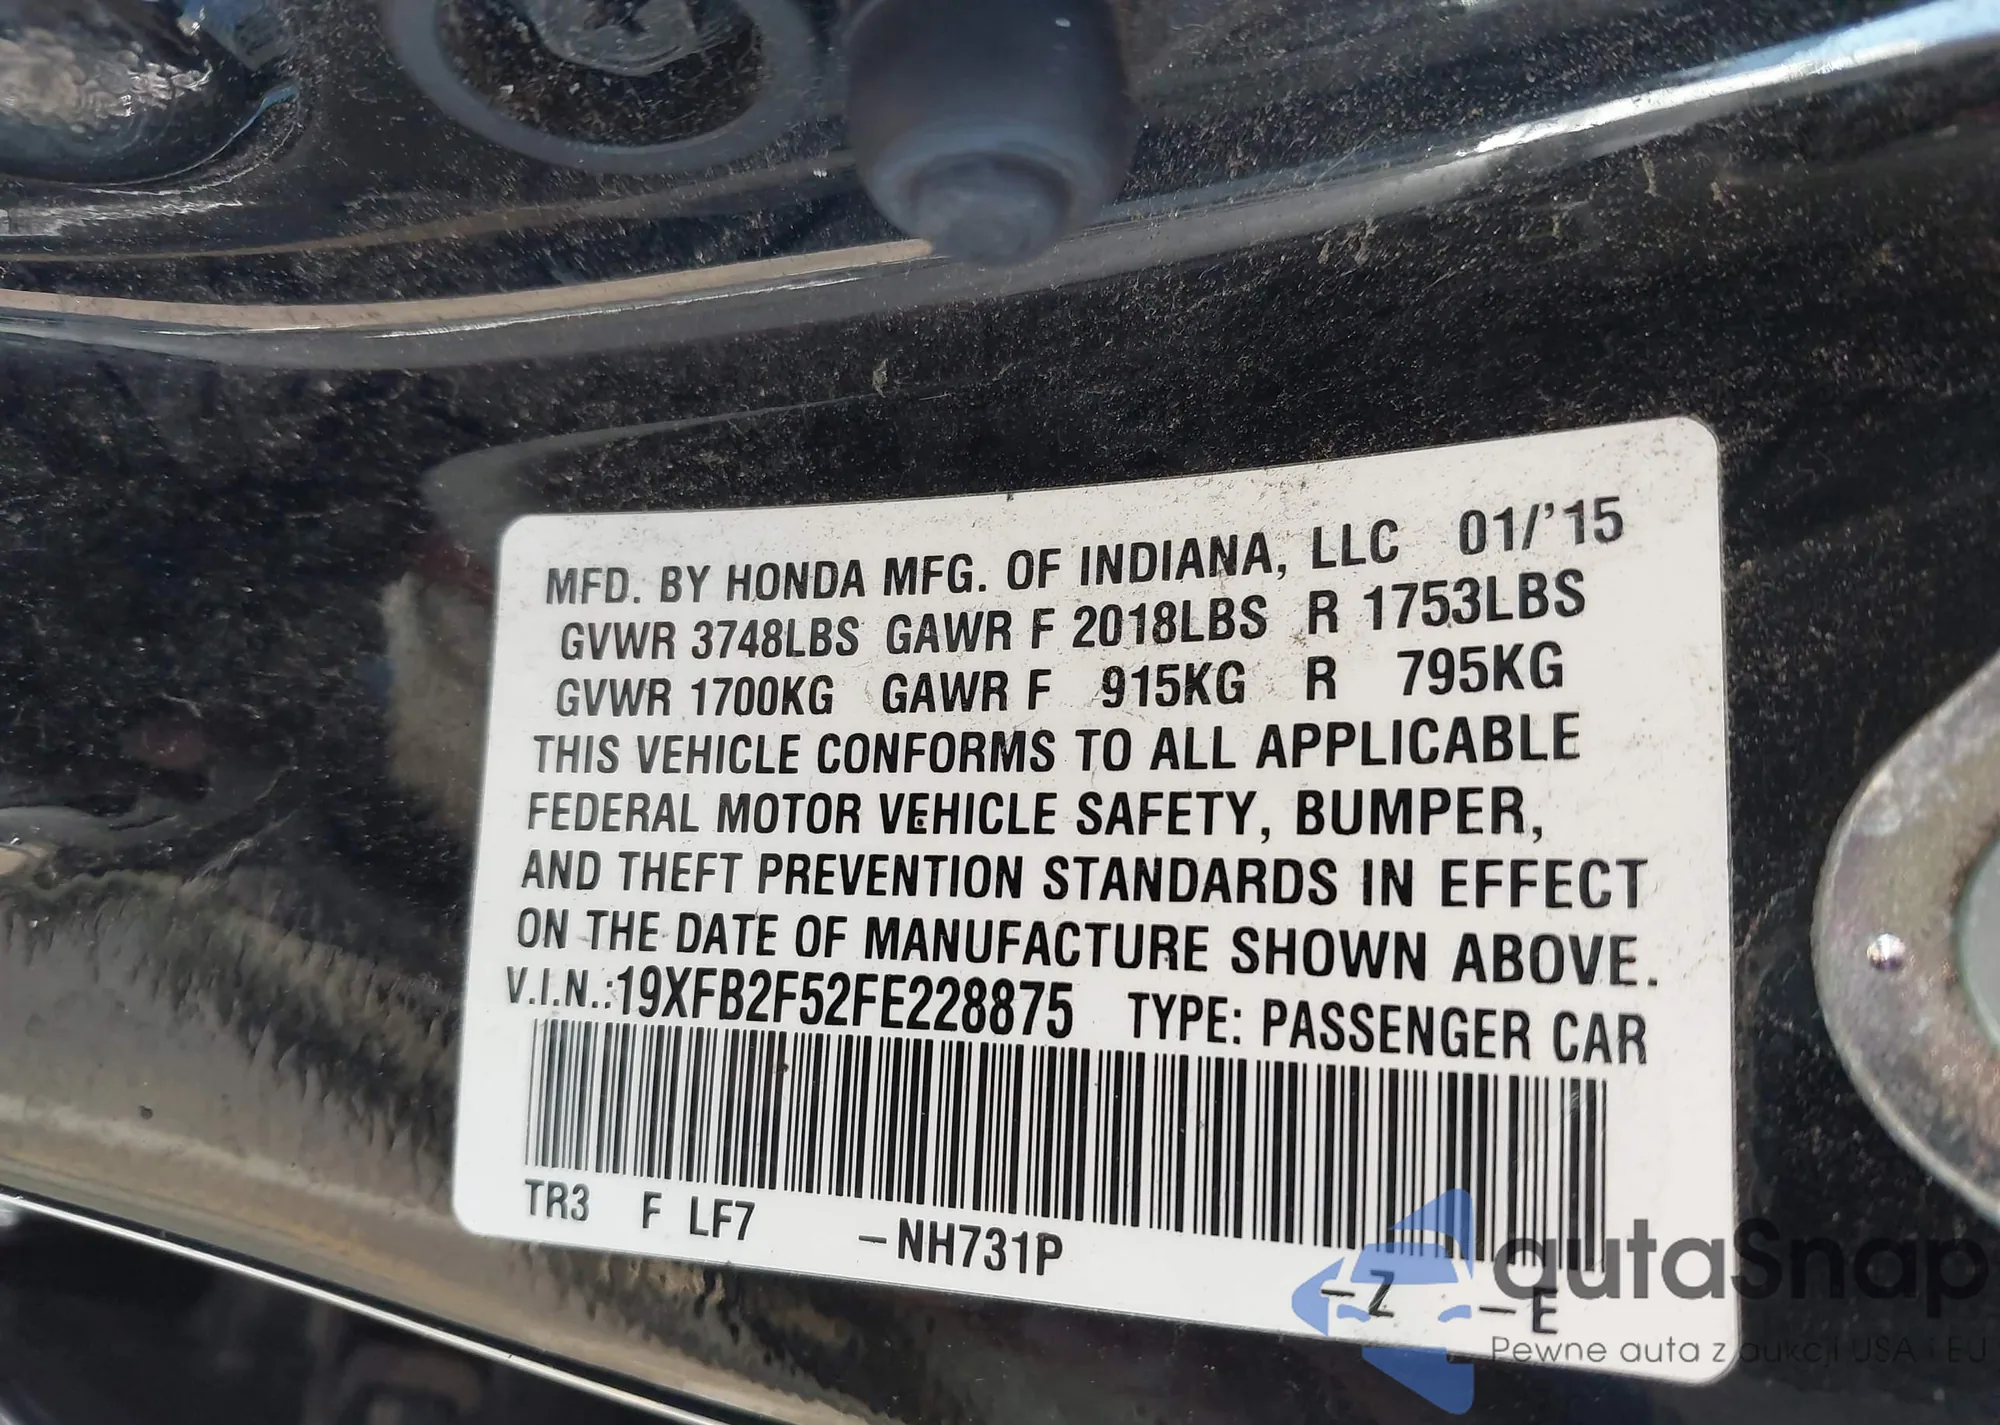 MFD. BY HONDA MFG. OF INDIANA, LLC 01/'15
GVWR 3748LBS GAWR F 2018LBS R 1753LBS
GVWR 1700KG GAWR F 915KG R 795KG
THIS VEHICLE CONFORMS TO ALL APPLICABLE
FEDERAL MOTOR VEHICLE SAFETY, BUMPER,
AND THEFT PREVENTION STANDARDS IN EFFECT
ON THE DATE OF MANUFACTURE SHOWN ABOVE.
V.I.N.:19XFB2F52FE228875 TYPE: PASSENGER CAR
TR3 F LF7 -NH731P -Z -E
autaSnap
Pewne auta z aukcji USA i EU